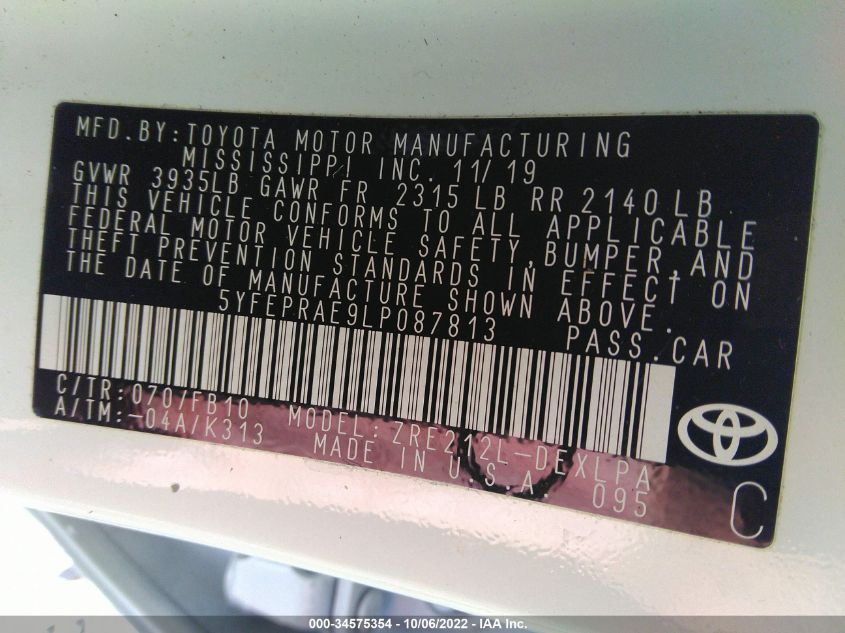 MFD.BY:TOYOTA MOTOR MANUFACTURING
MISSISSIPPI INC. 11/19
GVWR 3935LB GAWR FR 2315 LB RR 2140 LB
THIS VEHICLE CONFORMS TO ALL APPLICABLE
FEDERAL MOTOR VEHICLE SAFETY, BUMPER, AND
THEFT PREVENTION STANDARDS IN EFFECT ON
THE DATE OF MANUFACTURE SHOWN ABOVE.
5YFEPRAE9LP087813 PASS.CAR
C/TR:070/FB10 MODEL: ZRE212L-DEXLPA
A/TM:-04A/K313 MADE IN U.S.A. 095
C
000-34575354 - 10/06/2022 - IAA Inc.